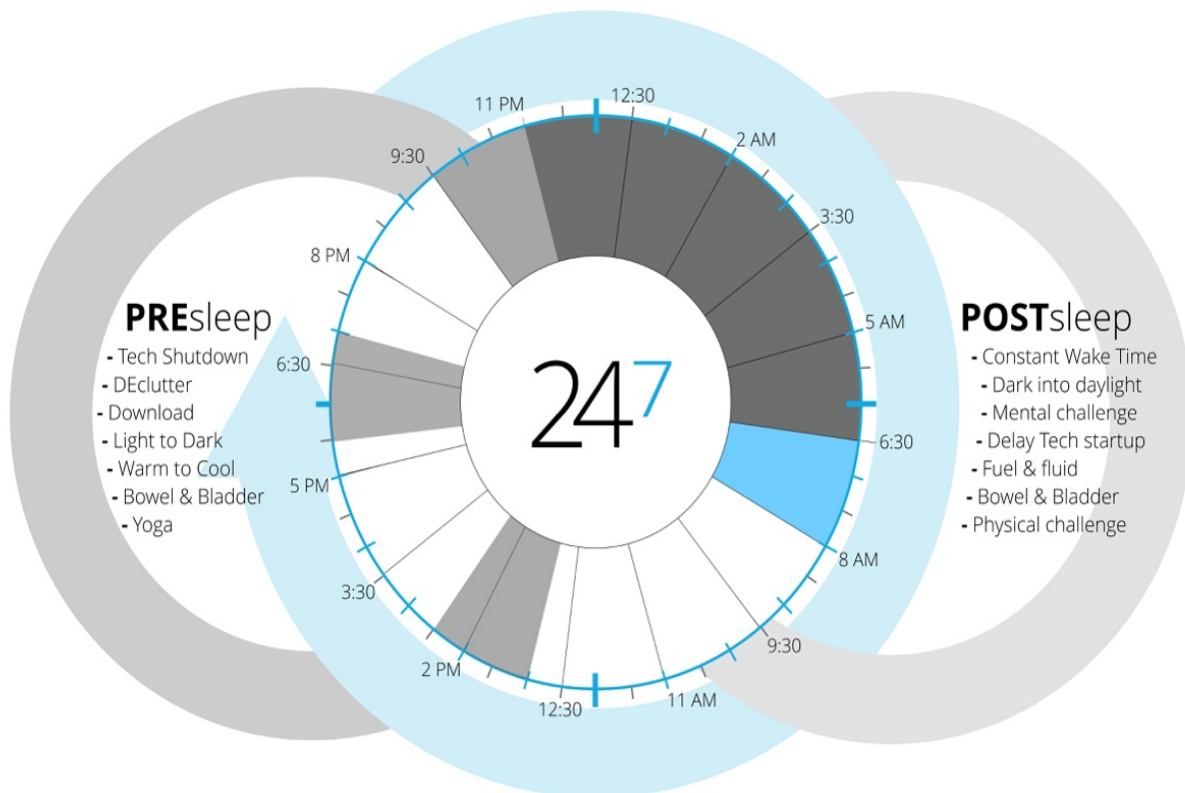 11 PM
12:30
9:30
2 AM
3:30
8 PM
PREsleep
- Tech Shutdown
- DEclutter
- Download
- Light to Dark
- Warm to Cool
- Bowel & Bladder
- Yoga
6:30
5 AM
247
POSTsleep
- Constant Wake Time
- Dark into daylight
- Mental challenge
- Delay Tech startup
- Fuel & fluid
- Bowel & Bladder
- Physical challenge
6:30
5 PM
8 AM
3:30
9:30
2 PM
12:30
11 AM